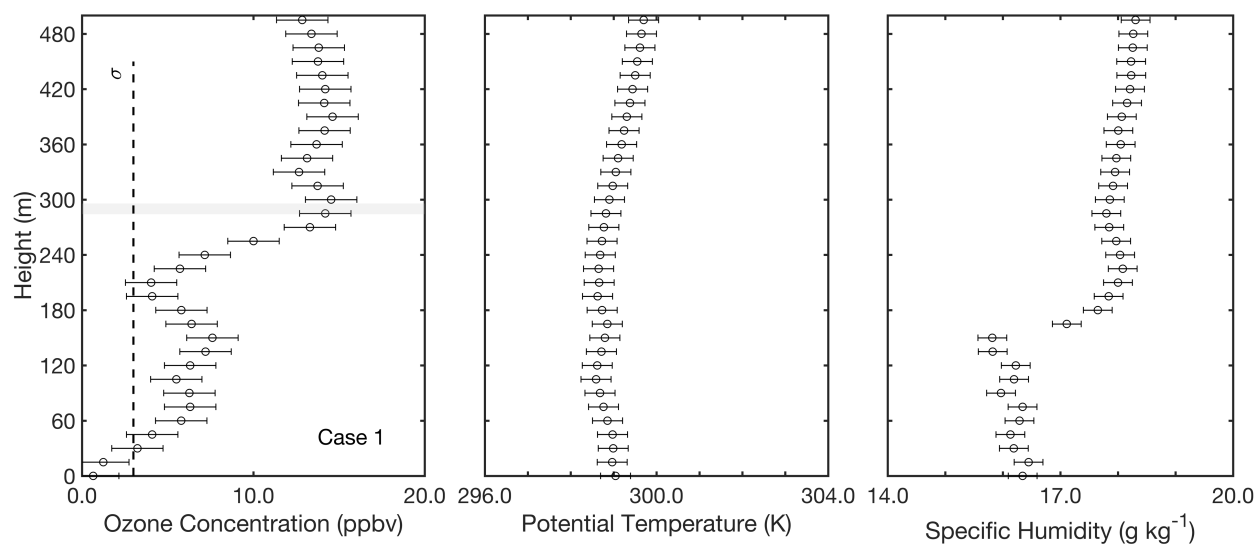 480
420
360
300
240
180
120
60
0
Height (m)
σ
Case 1
0.0 10.0 20.0
Ozone Concentration (ppbv)
296.0 300.0 304.0
Potential Temperature (K)
14.0 17.0 20.0
Specific Humidity (g kg⁻¹)